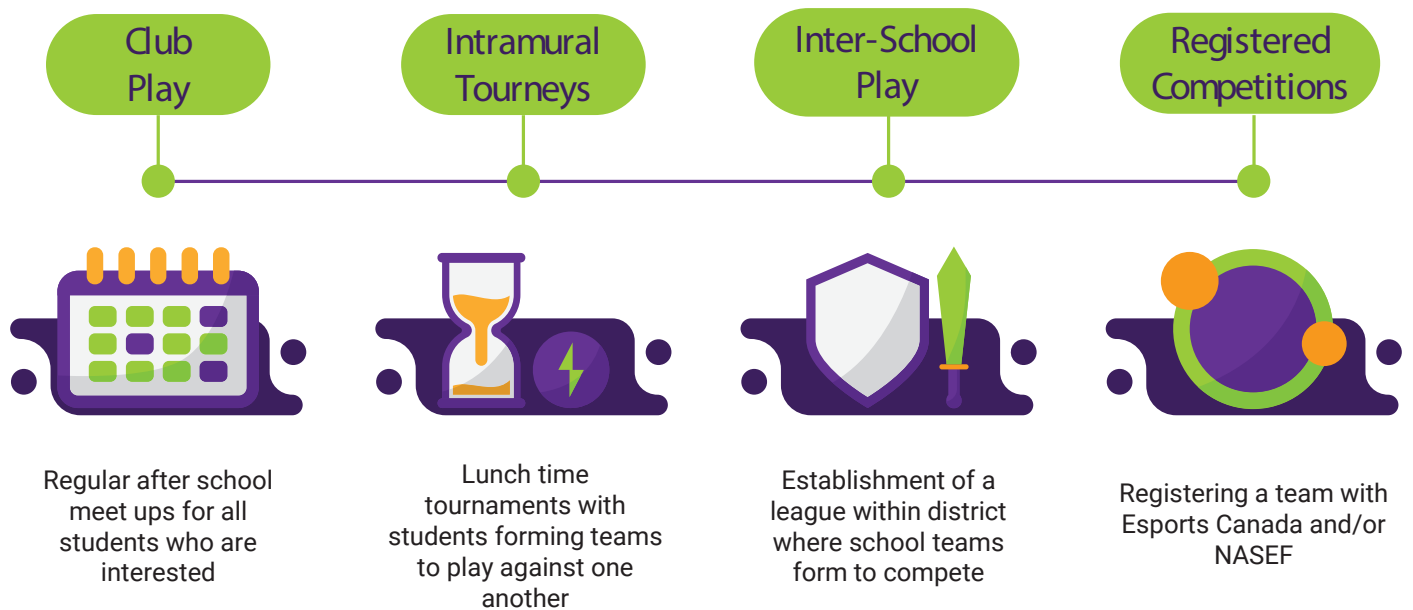 Club
Play
Intramural
Tourneys
Inter-School
Play
Registered
Competitions
Regular after school
meet ups for all
students who are
interested
Lunch time
tournaments with
students forming teams
to play against one
another
Establishment of a
league within district
where school teams
form to compete
Registering a team with
Esports Canada and/or
NASEF